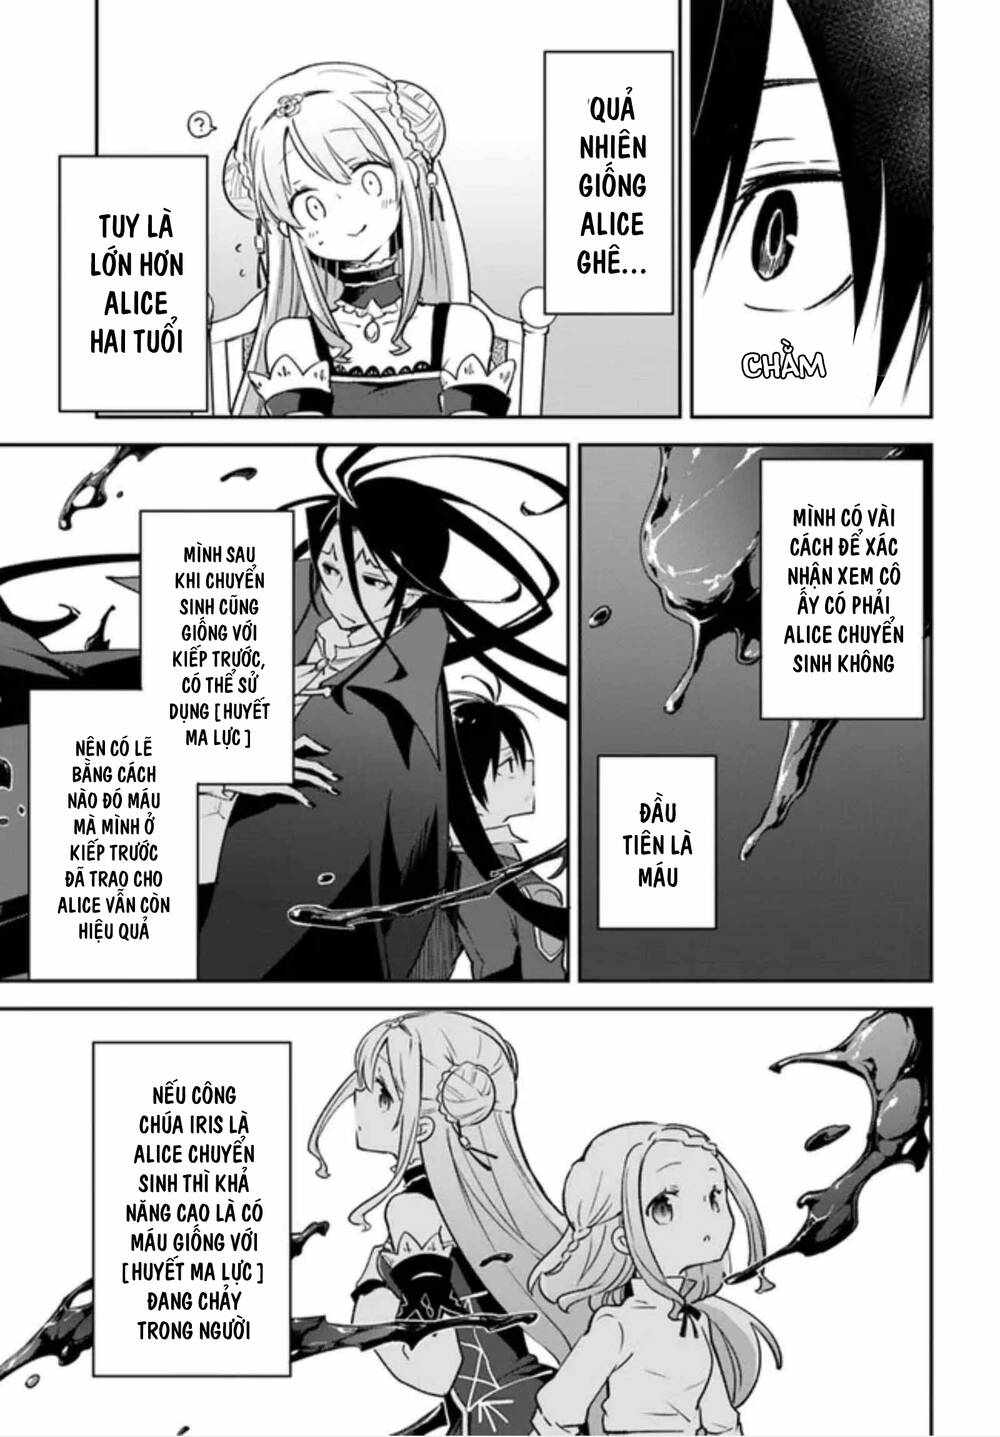 CHẰM
QUẢ
NHIÊN
GIỐNG
ALICE
GHÊ...
?
TUY LÀ
LỚN HƠN
ALICE
HAI TUỔI
MÌNH CÓ VÀI
CÁCH ĐỂ XÁC
NHẬN XEM CÔ
ẤY CÓ PHẢI
ALICE CHUYỂN
SINH KHÔNG
ĐẦU
TIÊN LÀ
MÁU
MÌNH SAU
KHI CHUYỂN
SINH CŨNG
GIỐNG VỚI
KIẾP TRƯỚC,
CÓ THỂ SỬ
DỤNG [HUYẾT
MA LỰC]
NÊN CÓ LẼ
BẰNG CÁCH
NÀO ĐÓ MÁU
MÀ MÌNH Ở
KIẾP TRƯỚC
ĐÃ TRAO CHO
ALICE VẪN CÒN
HIỆU QUẢ
NẾU CÔNG
CHÚA IRIS LÀ
ALICE CHUYỂN
SINH THÌ KHẢ
NĂNG CAO LÀ CÓ
MÁU GIỐNG VỚI
[HUYẾT MA LỰC]
ĐANG CHẢY
TRONG NGƯỜI